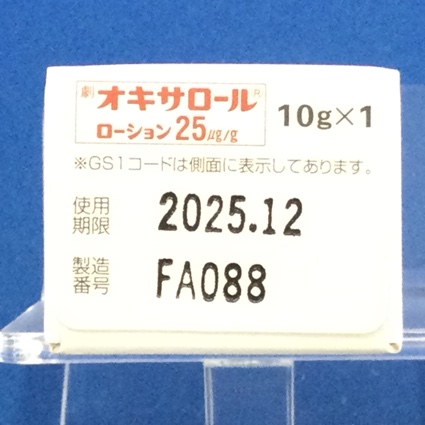 劇 オキサロール®
ローション25μg/g 10g×1
※GS1コードは側面に表示してあります。
使用期限 2025.12
製造番号 FA088